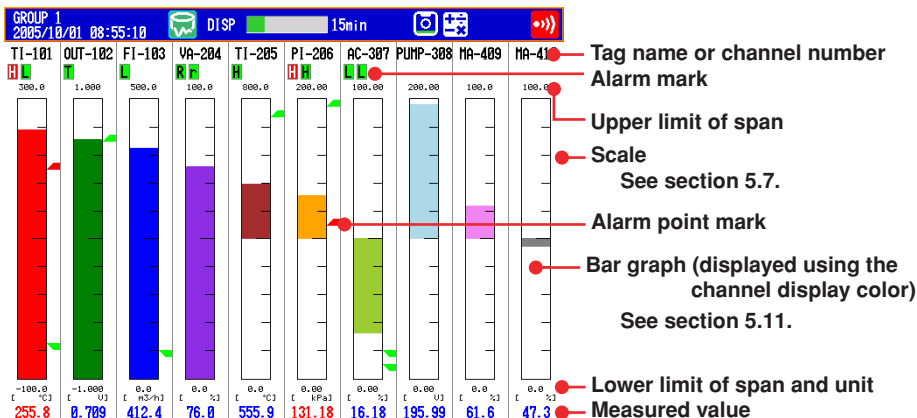 GROUP 1
2005/10/01 08:55:10
DISP
15min
TI-101 OUT-102 FI-103 VA-204 TI-205 PI-206 AC-307 PUMP-308 MA-409 MA-41
H L T L R r H H H L L
300.0 1.000 500.0 100.0 800.0 200.00 100.00 200.00 100.0 100.0
-100.0 -1.000 0.0 0.0 0.0 0.0 0.00 0.00 0.0 0.0
[ °C] [ V] [ m3/h] [ %] [ °C] [ kPa] [ %] [ V] [ %] [ %]
255.8 0.709 412.4 76.0 555.9 131.18 16.18 195.99 61.6 47.3
Tag name or channel number
Alarm mark
Upper limit of span
Scale
See section 5.7.
Alarm point mark
Bar graph (displayed using the
channel display color)
See section 5.11.
Lower limit of span and unit
Measured value